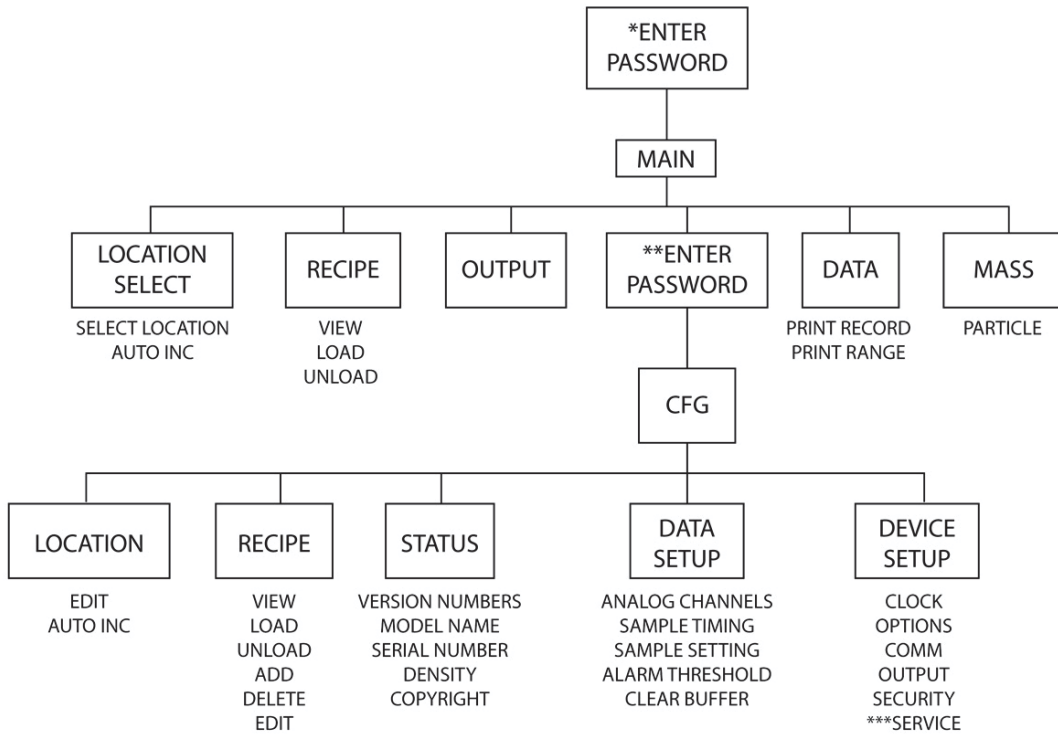 *ENTER
PASSWORD
MAIN
LOCATION
SELECT
SELECT LOCATION
AUTO INC
RECIPE
VIEW
LOAD
UNLOAD
OUTPUT
**ENTER
PASSWORD
DATA
PRINT RECORD
PRINT RANGE
MASS
PARTICLE
CFG
LOCATION
EDIT
AUTO INC
RECIPE
VIEW
LOAD
UNLOAD
ADD
DELETE
EDIT
STATUS
VERSION NUMBERS
MODEL NAME
SERIAL NUMBER
DENSITY
COPYRIGHT
DATA
SETUP
ANALOG CHANNELS
SAMPLE TIMING
SAMPLE SETTING
ALARM THRESHOLD
CLEAR BUFFER
DEVICE
SETUP
CLOCK
OPTIONS
COMM
OUTPUT
SECURITY
***SERVICE